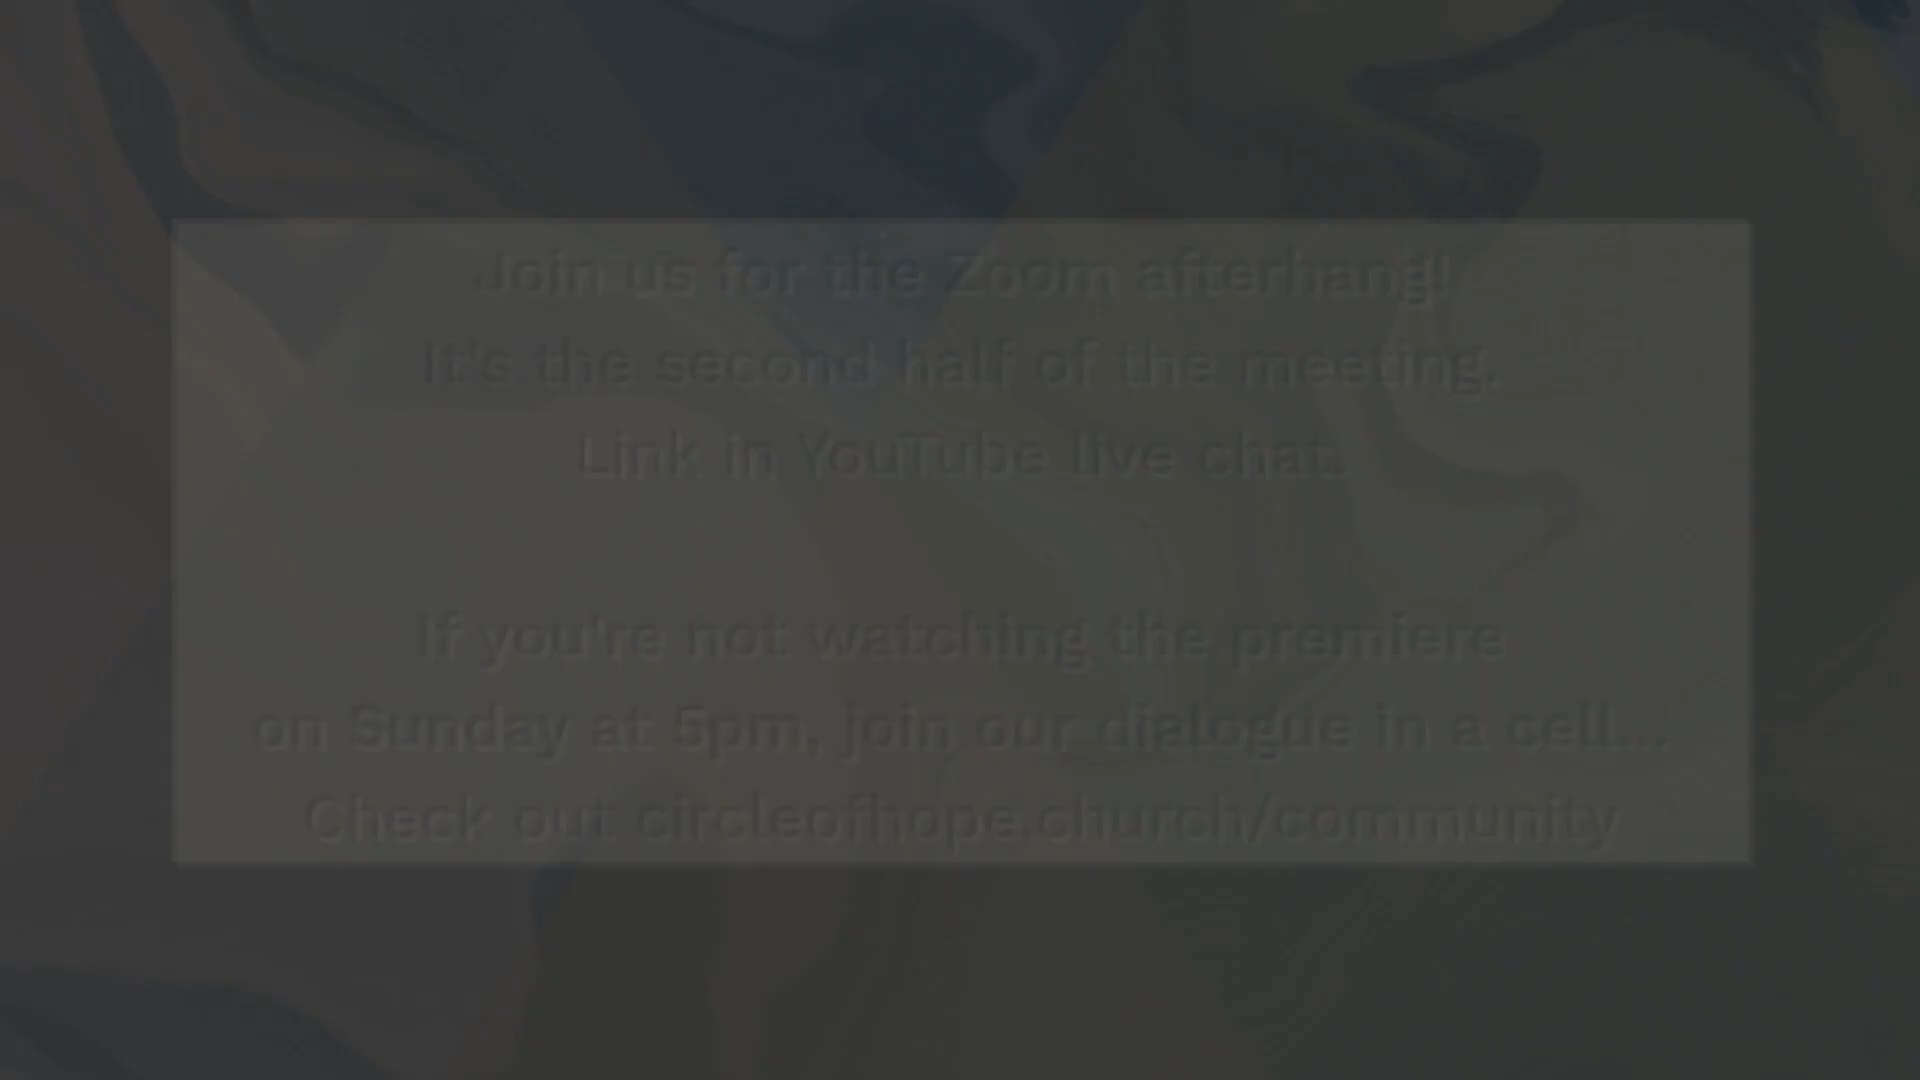 Join us for the Zoom afterhang!
It's the second half of the meeting.
Link in YouTube live chat.
If you're not watching the premiere
on Sunday at 5pm, join our dialogue in a cell...
Check out circleofhope.church/community